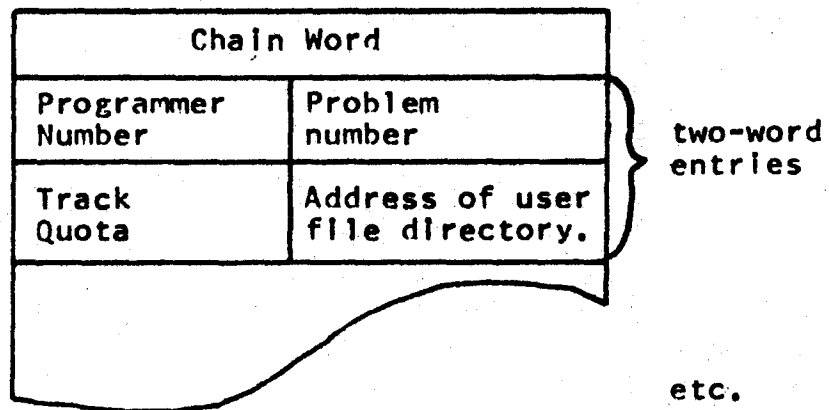 Chain Word
Programmer
Number
Problem
number
two-word
entries
Track
Quota
Address of user
file directory.
etc.